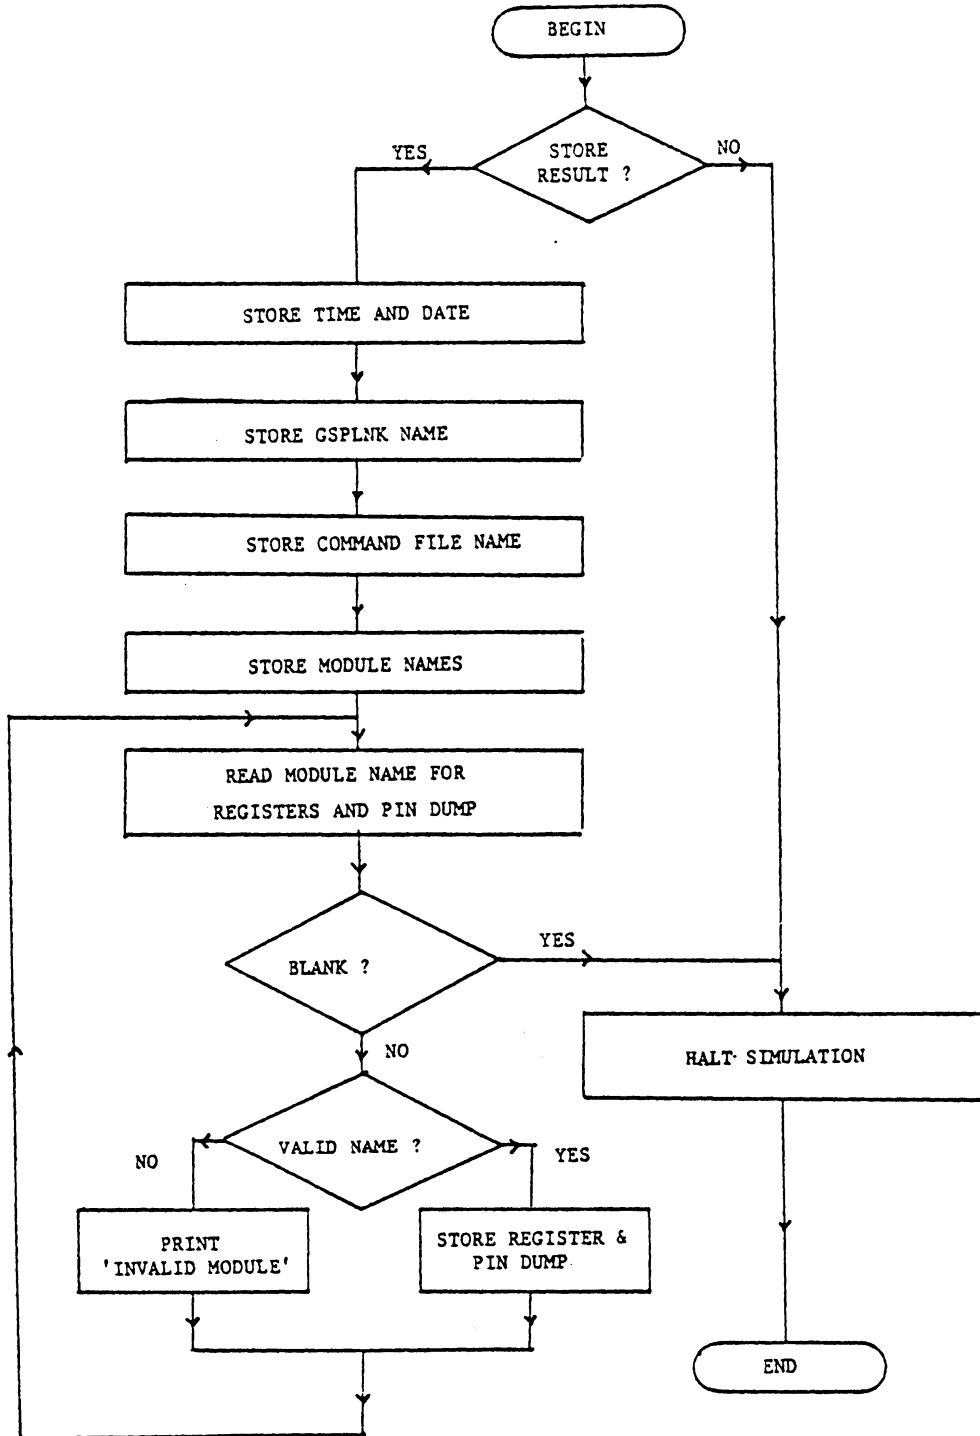 BEGIN
STORE
RESULT ?
YES
NO
STORE TIME AND DATE
STORE GSPLNK NAME
STORE COMMAND FILE NAME
STORE MODULE NAMES
READ MODULE NAME FOR
REGISTERS AND PIN DUMP
BLANK ?
YES
NO
HALT SIMULATION
VALID NAME ?
NO
YES
PRINT
'INVALID MODULE'
STORE REGISTER &
PIN DUMP
END